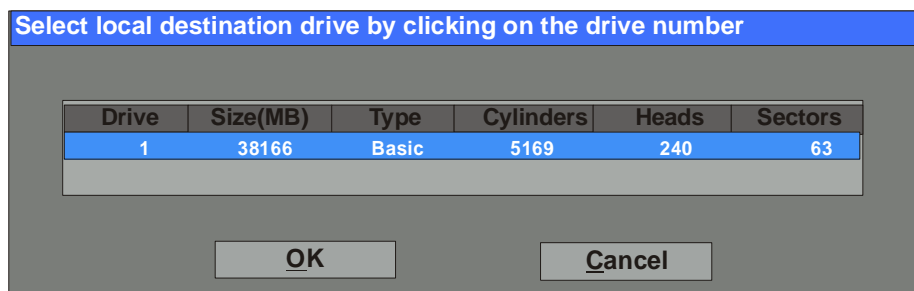 Select local destination drive by clicking on the drive number
Drive Size(MB) Type Cylinders Heads Sectors
1 38166 Basic 5169 240 63
OK Cancel